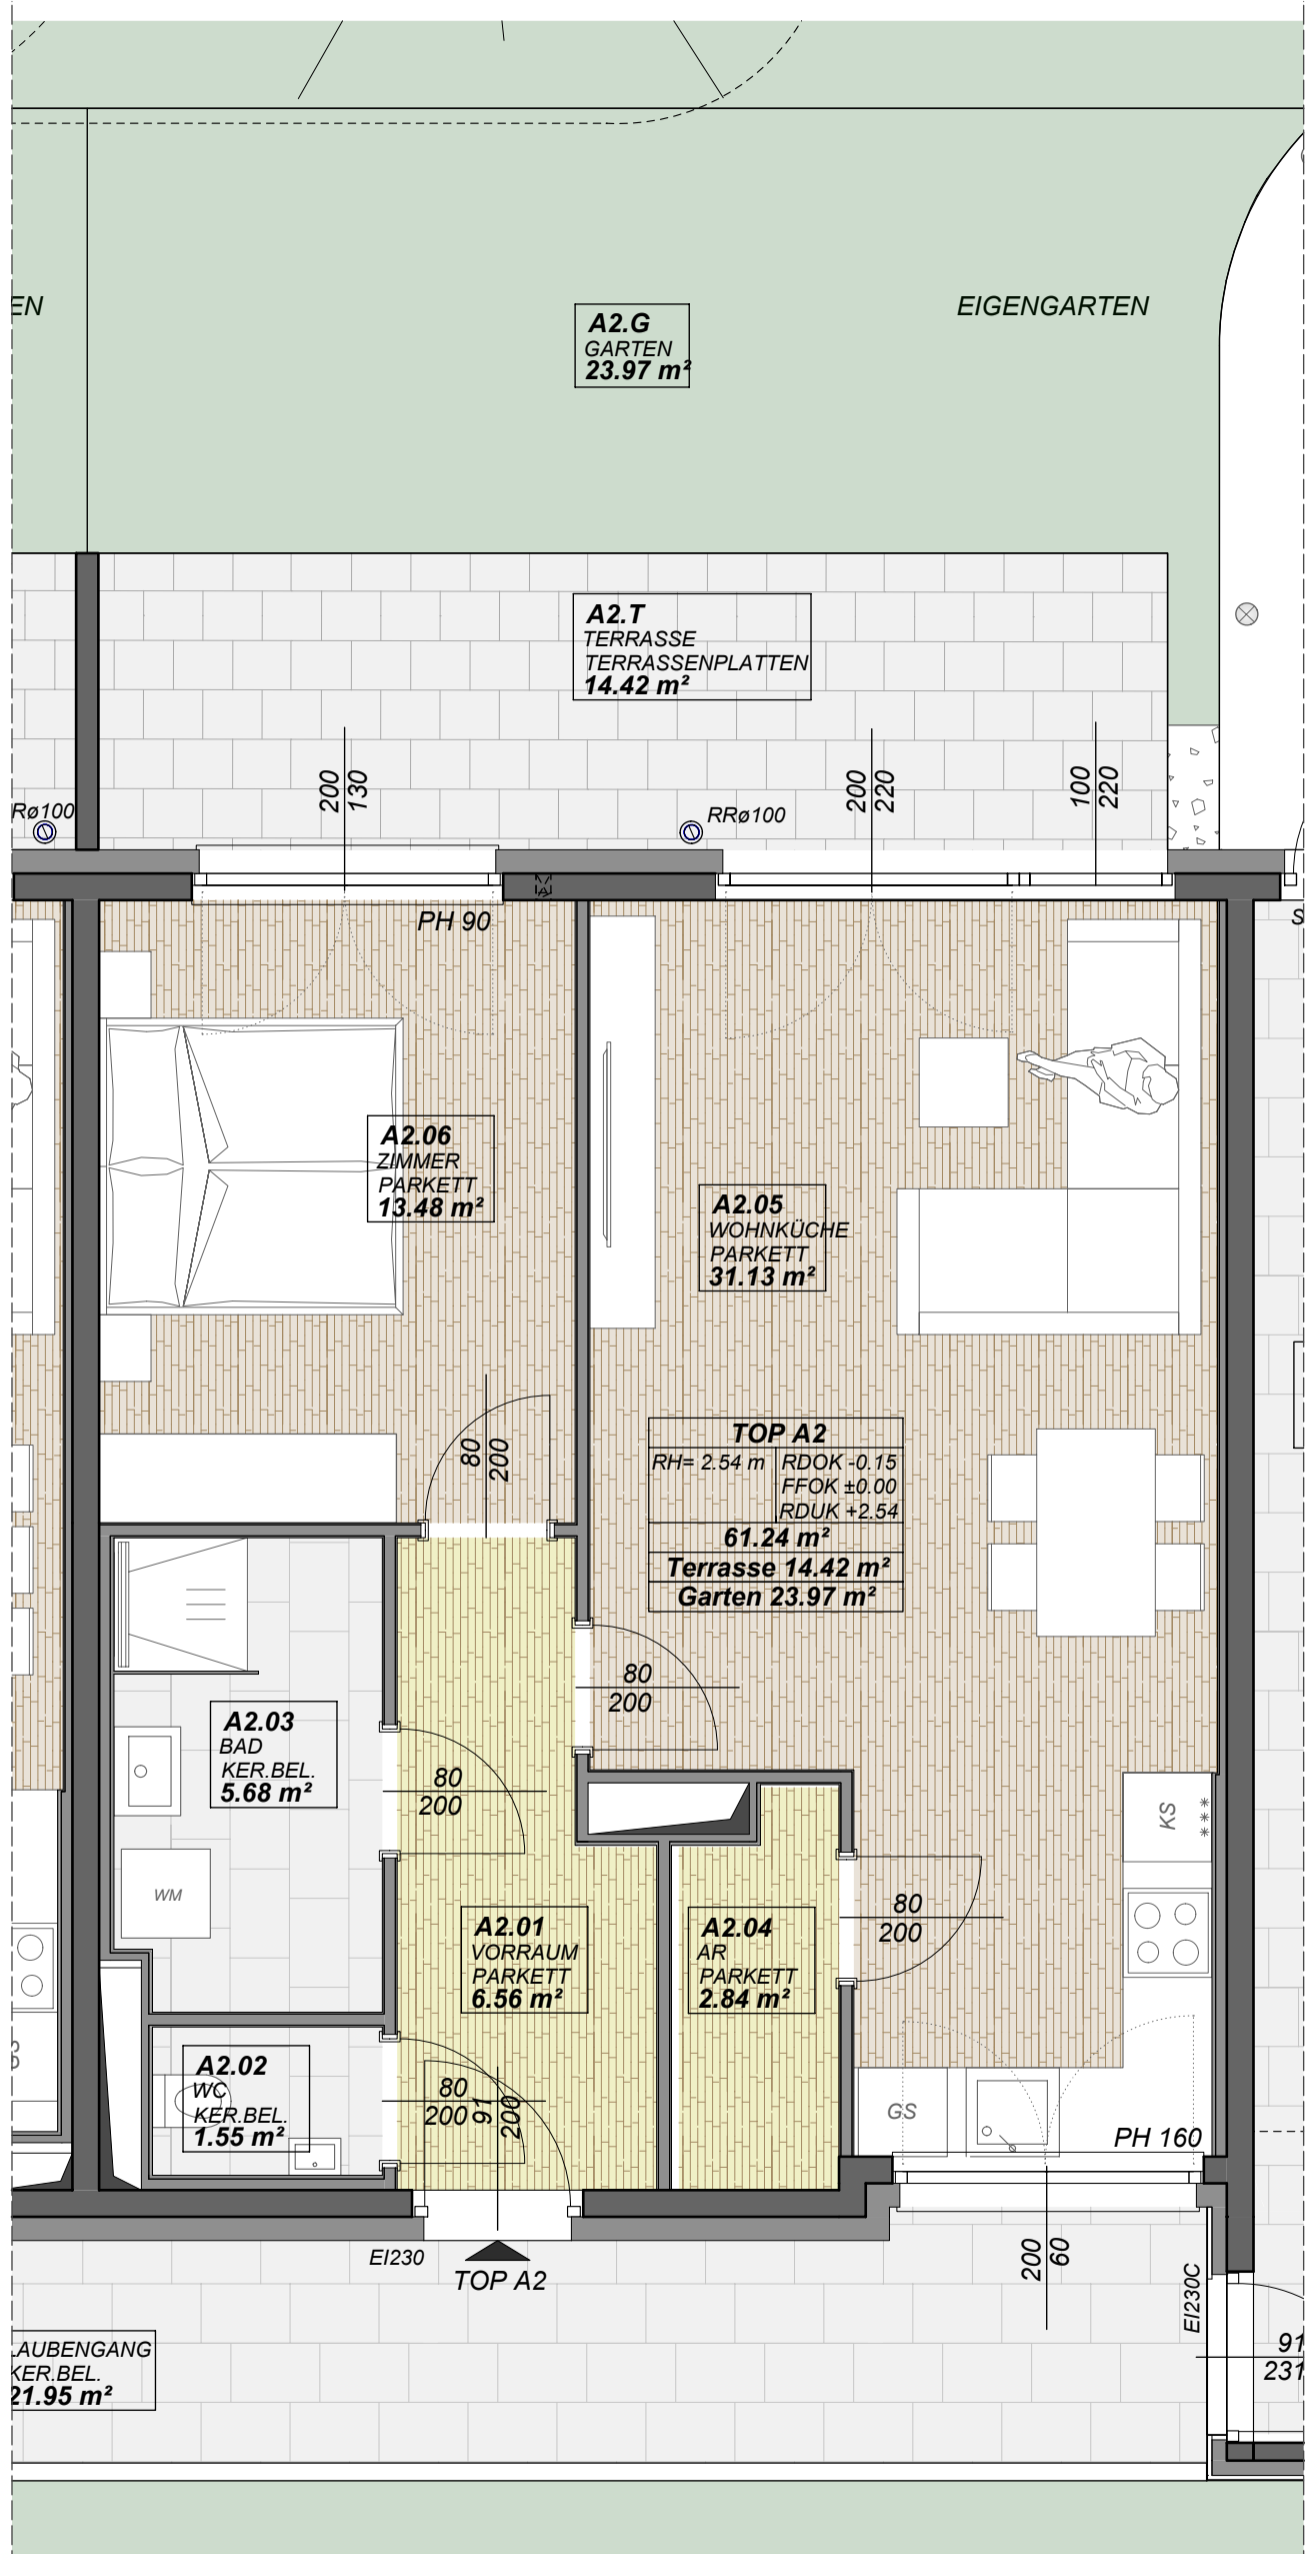 EN
EIGENGARTEN
A2.G
GARTEN
23.97 m²
A2.T
TERRASSE
TERRASSENPLATTEN
14.42 m²
200
130
200
220
100
220
Rø100
RRø100
PH 90
S
A2.06
ZIMMER
PARKETT
13.48 m²
A2.05
WOHNKÜCHE
PARKETT
31.13 m²
80
200
TOP A2
RH= 2.54 m
RDOK -0.15
FFOK ±0.00
RDUK +2.54
61.24 m²
Terrasse 14.42 m²
Garten 23.97 m²
80
200
A2.03
BAD
KER.BEL.
5.68 m²
80
200
KS
WM
A2.01
VORRAUM
PARKETT
6.56 m²
A2.04
AR
PARKETT
2.84 m²
80
200
A2.02
WC
KER.BEL.
1.55 m²
80
200
91
200
GS
PH 160
EI230
TOP A2
200
60
EI230C
LAUBENGANG
KER.BEL.
21.95 m²
91
231